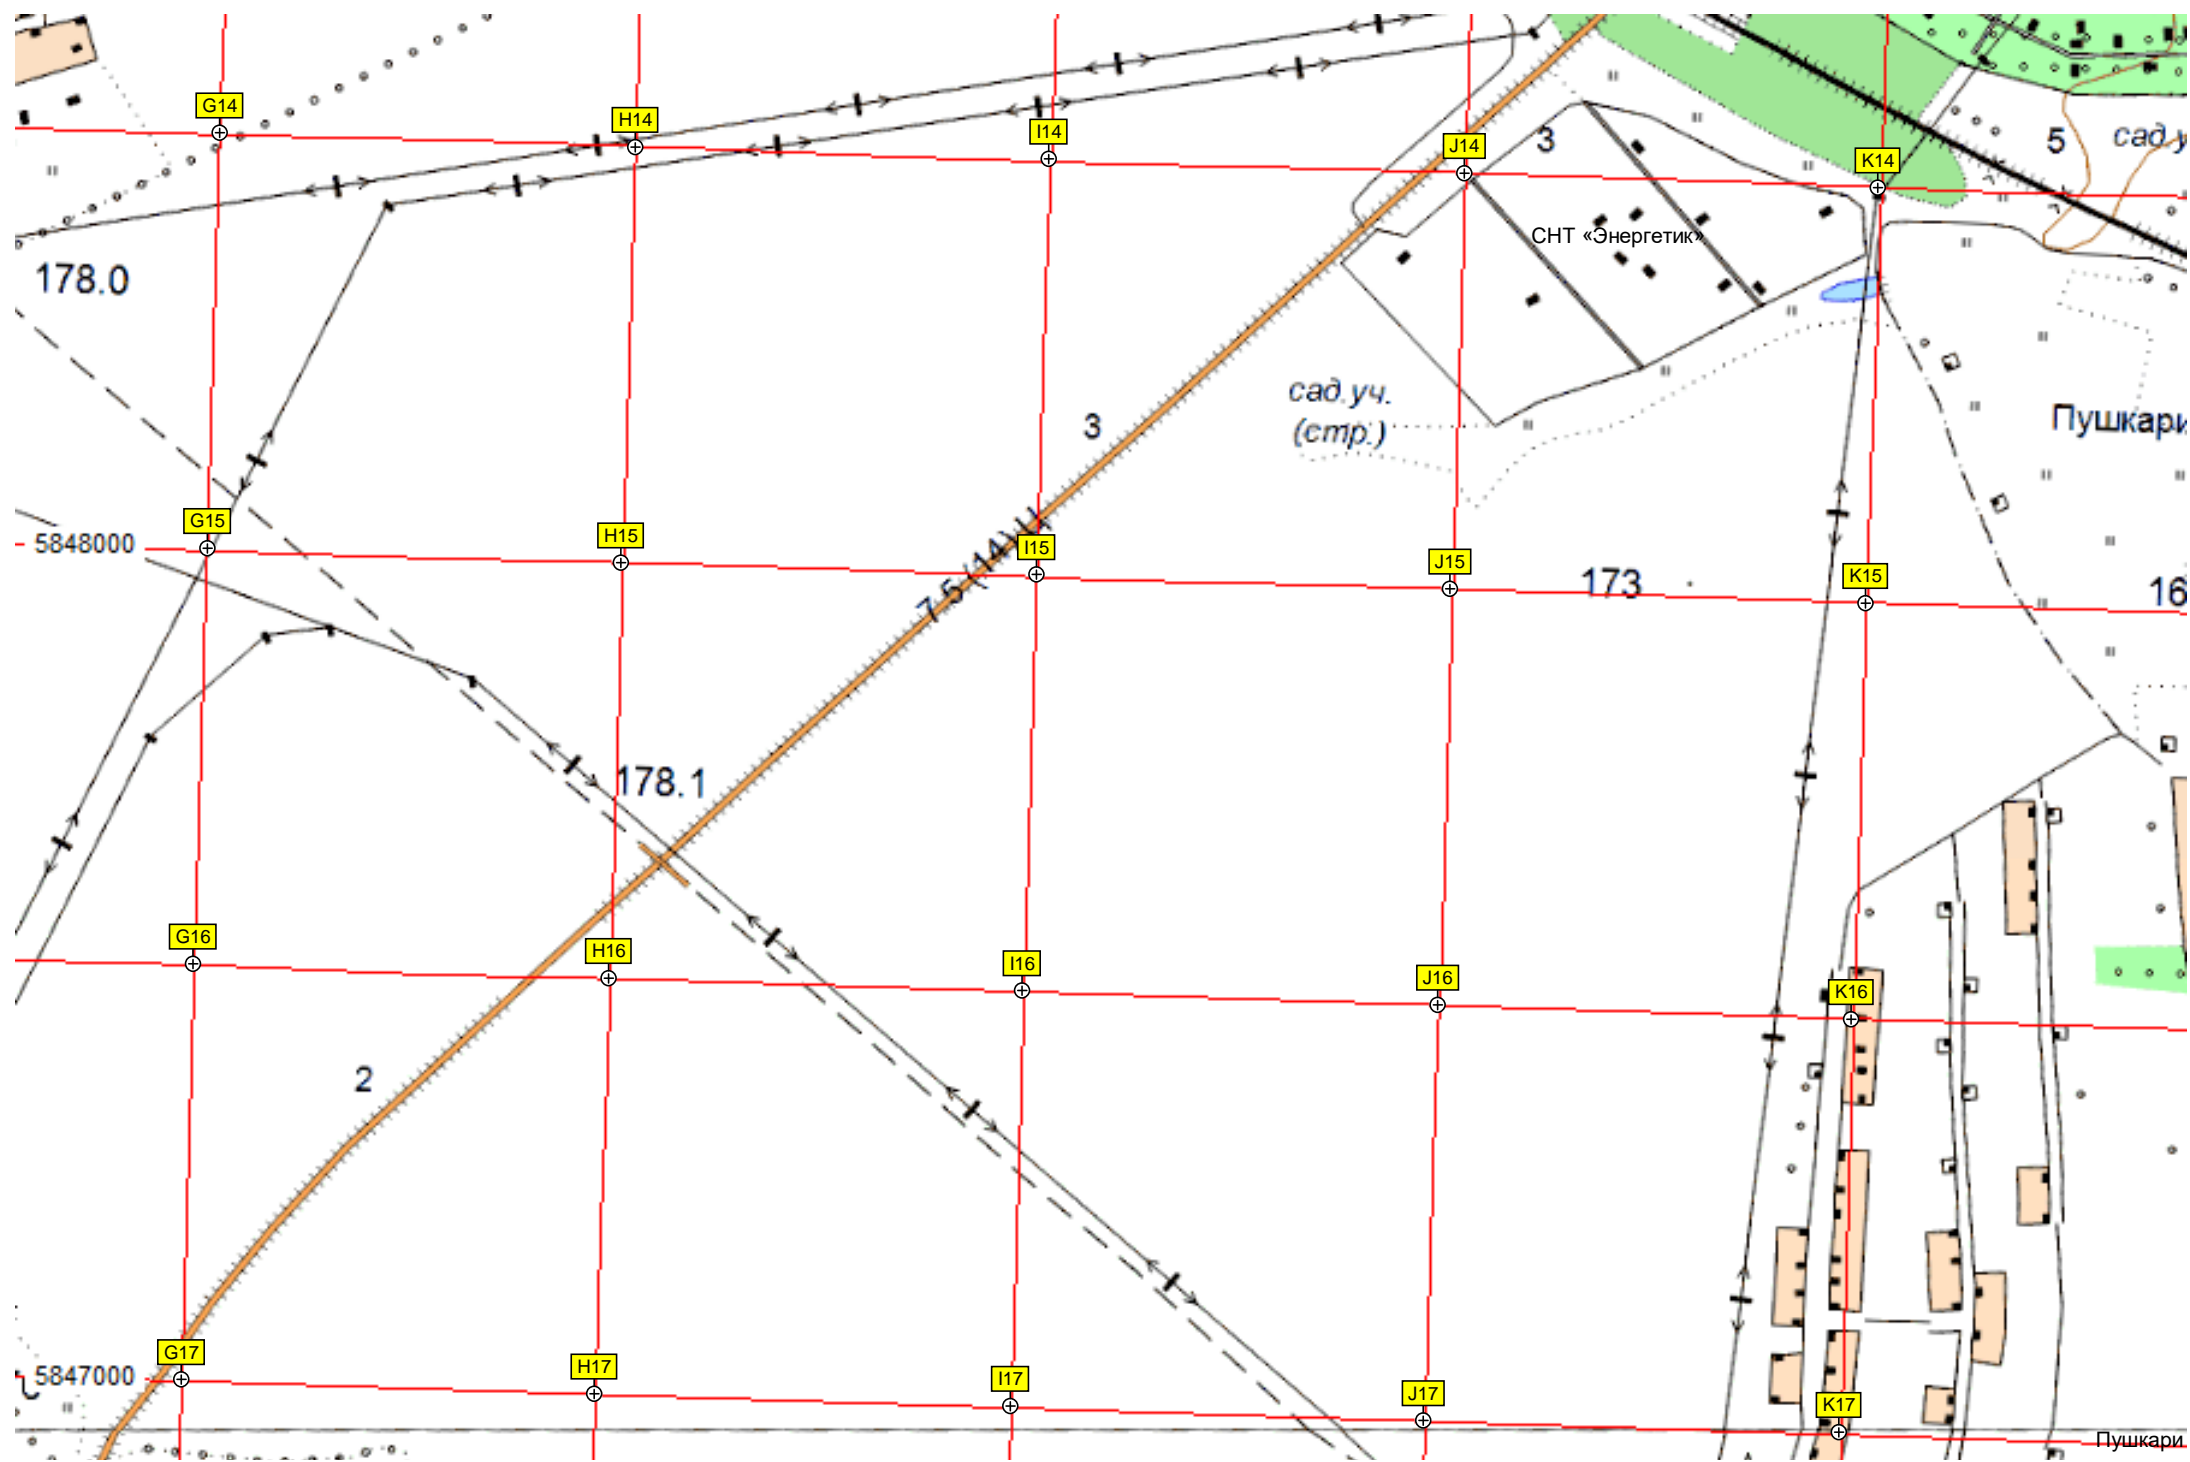 G14
H14
I14
J14
K14
3
5
сад.у
СНТ «Энергетик»
178.0
сад.уч.
(стр.)
3
Пушкари
G15
5848000
H15
7.5 (14) Ц
I15
J15
173
K15
16
178.1
G16
H16
I16
J16
K16
2
G17
5847000
H17
I17
J17
K17
Пушкари